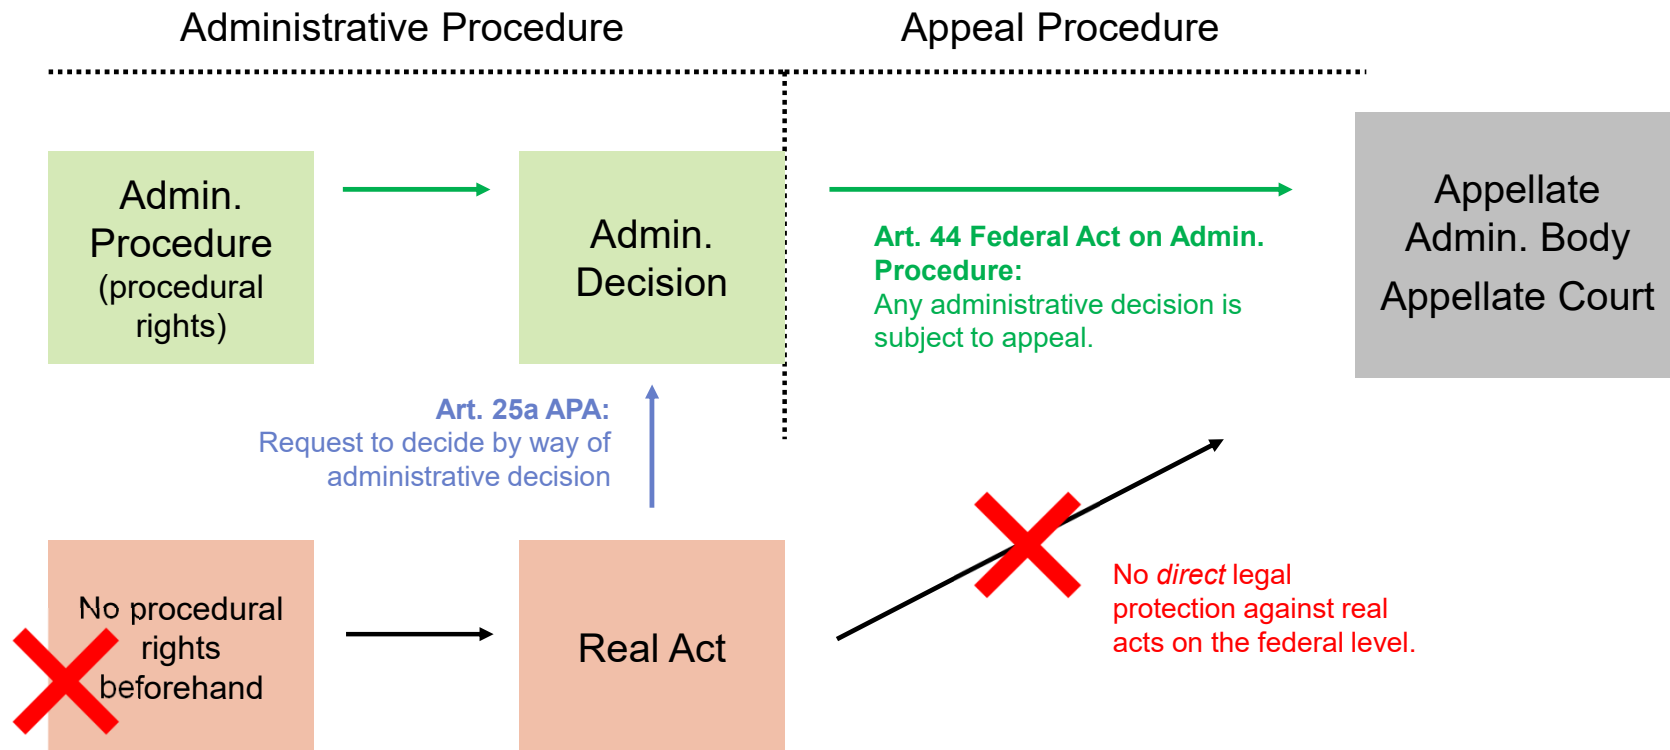 Administrative Procedure
Appeal Procedure
Admin.
Procedure
(procedural
rights)
Admin.
Decision
Art. 44 Federal Act on Admin.
Procedure:
Any administrative decision is
subject to appeal.
Appellate
Admin. Body
Appellate Court
Art. 25a APA:
Request to decide by way of
administrative decision
No procedural
rights
beforehand
Real Act
No direct legal
protection against real
acts on the federal level.